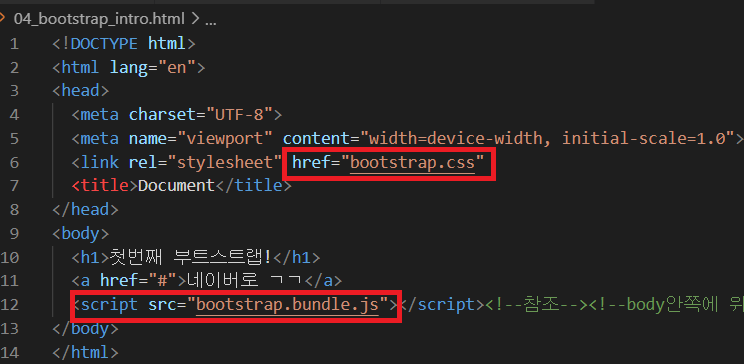 04_bootstrap_intro.html > ...
1 <!DOCTYPE html>
2 <html lang="en">
3 <head>
4 <meta charset="UTF-8">
5 <meta name="viewport" content="width=device-width, initial-scale=1.0">
6 <link rel="stylesheet" href="bootstrap.css"
7 <title>Document</title>
8 </head>
9 <body>
10 <h1>첫번째 부트스트랩!</h1>
11 <a href="#">네이버로 ㄱㄱ</a>
12 <script src="bootstrap.bundle.js"></script><!--참조--><!--body안쪽에 위
13 </body>
14 </html>